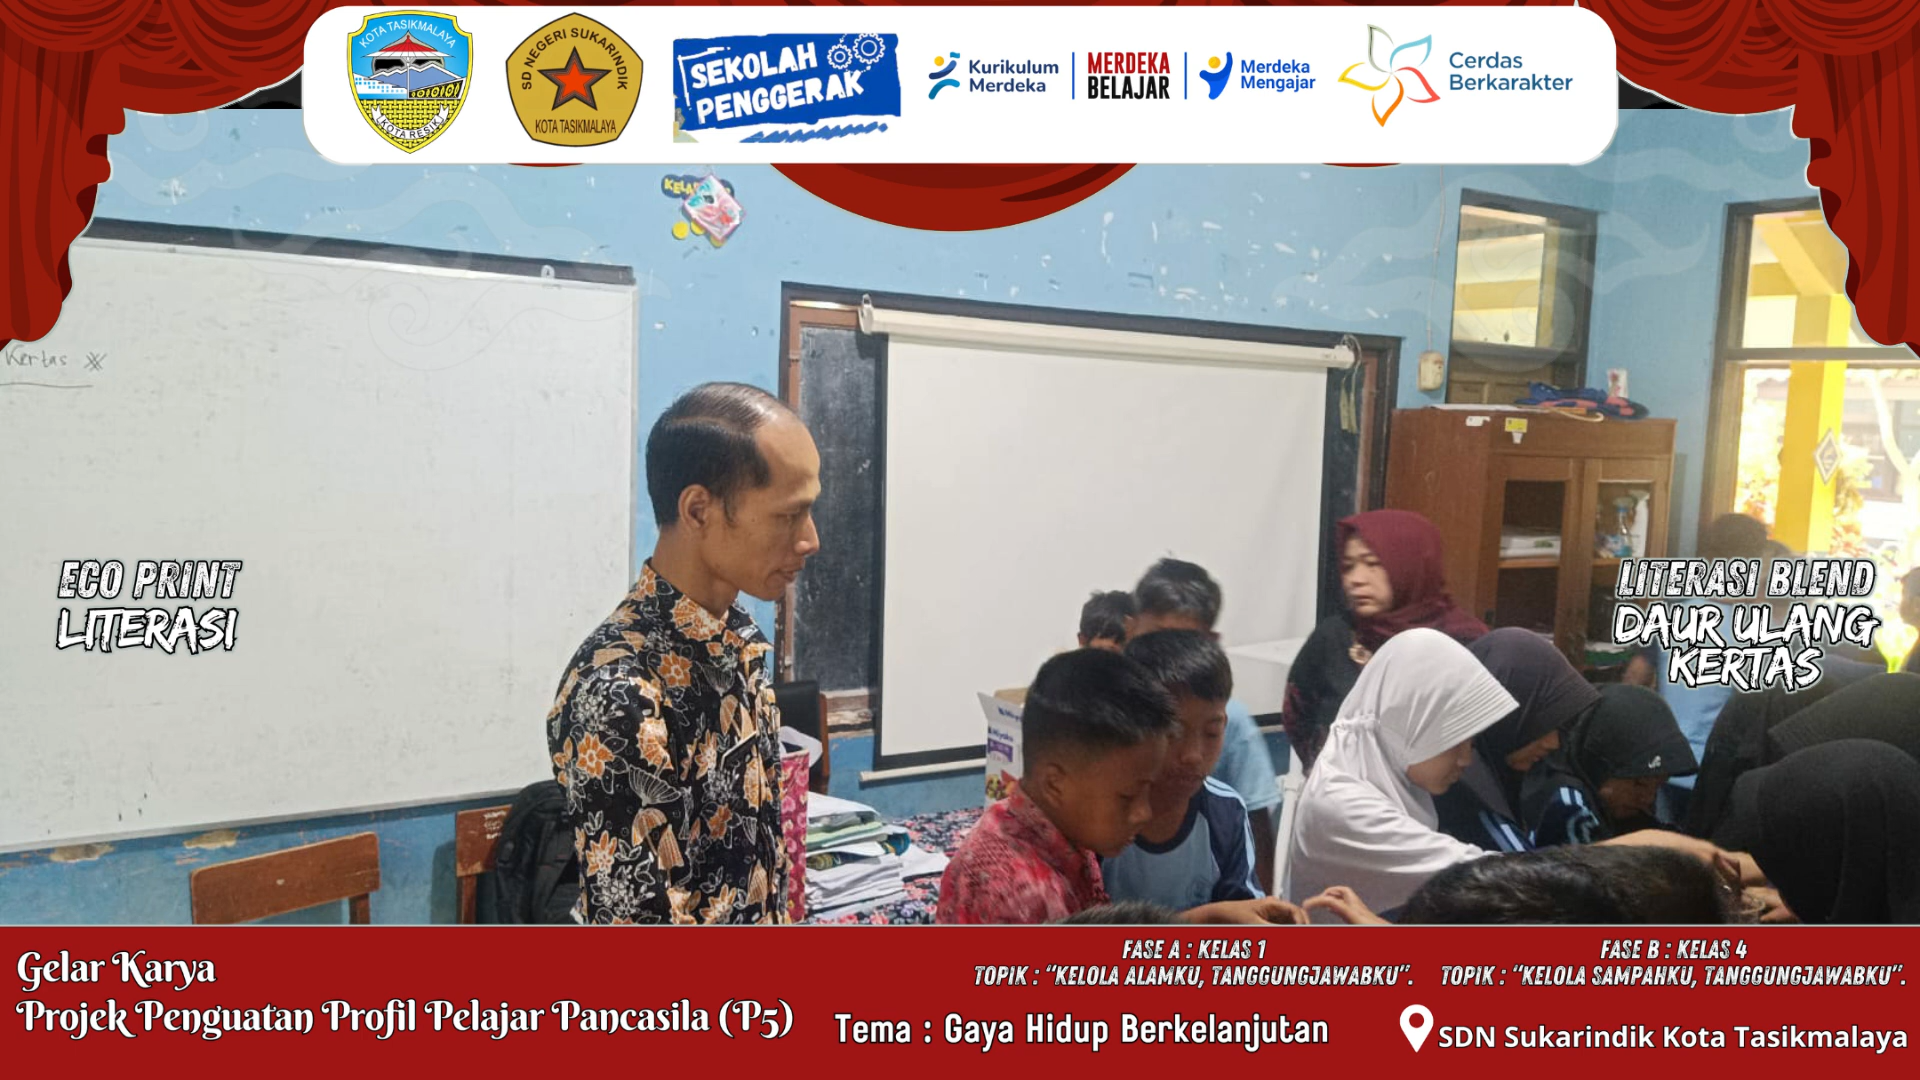 KOTA TASIKMALAYA
KOTA RESIK
SD NEGERI SUKARINDIK
KOTA TASIKMALAYA
SEKOLAH
PENGGERAK
Kurikulum
Merdeka
MERDEKA
BELAJAR
Merdeka
Mengajar
Cerdas
Berkarakter
Kertas
ECO PRINT
LITERASI
LITERASI BLEND
DAUR ULANG
KERTAS
Gelar Karya
Projek Penguatan Profil Pelajar Pancasila (P5)
FASE A : KELAS 1
TOPIK : “KELOLA ALAMKU, TANGGUNGJAWABKU”.
FASE B : KELAS 4
TOPIK : “KELOLA SAMPAHKU, TANGGUNGJAWABKU”.
Tema : Gaya Hidup Berkelanjutan
SDN Sukarindik Kota Tasikmalaya